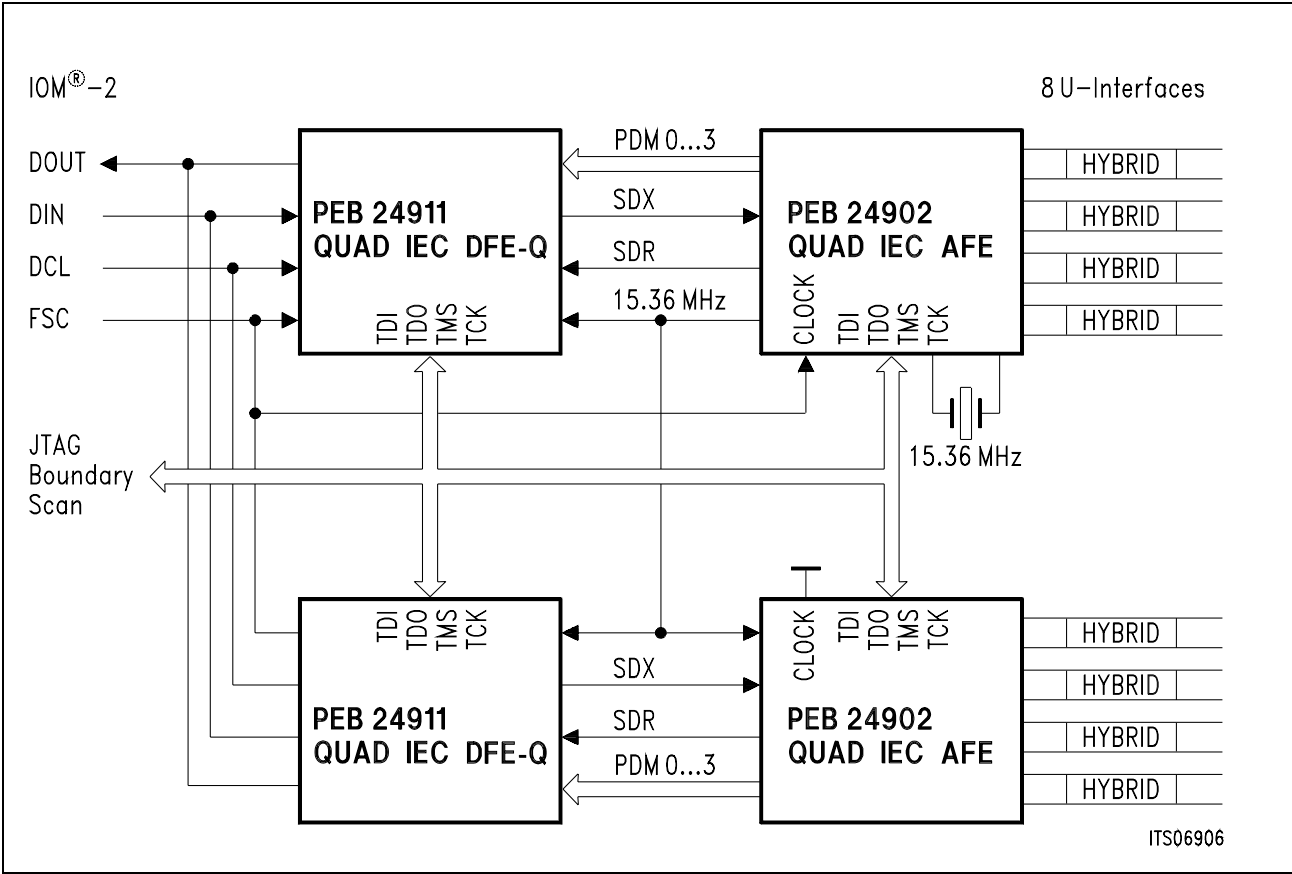 IOM®-2
8 U-Interfaces
DOUT
DIN
DCL
FSC
PEB 24911
QUAD IEC DFE-Q
TDI
TDO
TMS
TCK
PDM 0...3
SDX
SDR
15.36 MHz
PEB 24902
QUAD IEC AFE
CLOCK
TDI
TDO
TMS
TCK
HYBRID
HYBRID
HYBRID
HYBRID
15.36 MHz
JTAG
Boundary
Scan
TDI
TDO
TMS
TCK
PEB 24911
QUAD IEC DFE-Q
SDX
SDR
PDM 0...3
CLOCK
TDI
TDO
TMS
TCK
PEB 24902
QUAD IEC AFE
HYBRID
HYBRID
HYBRID
HYBRID
ITS06906